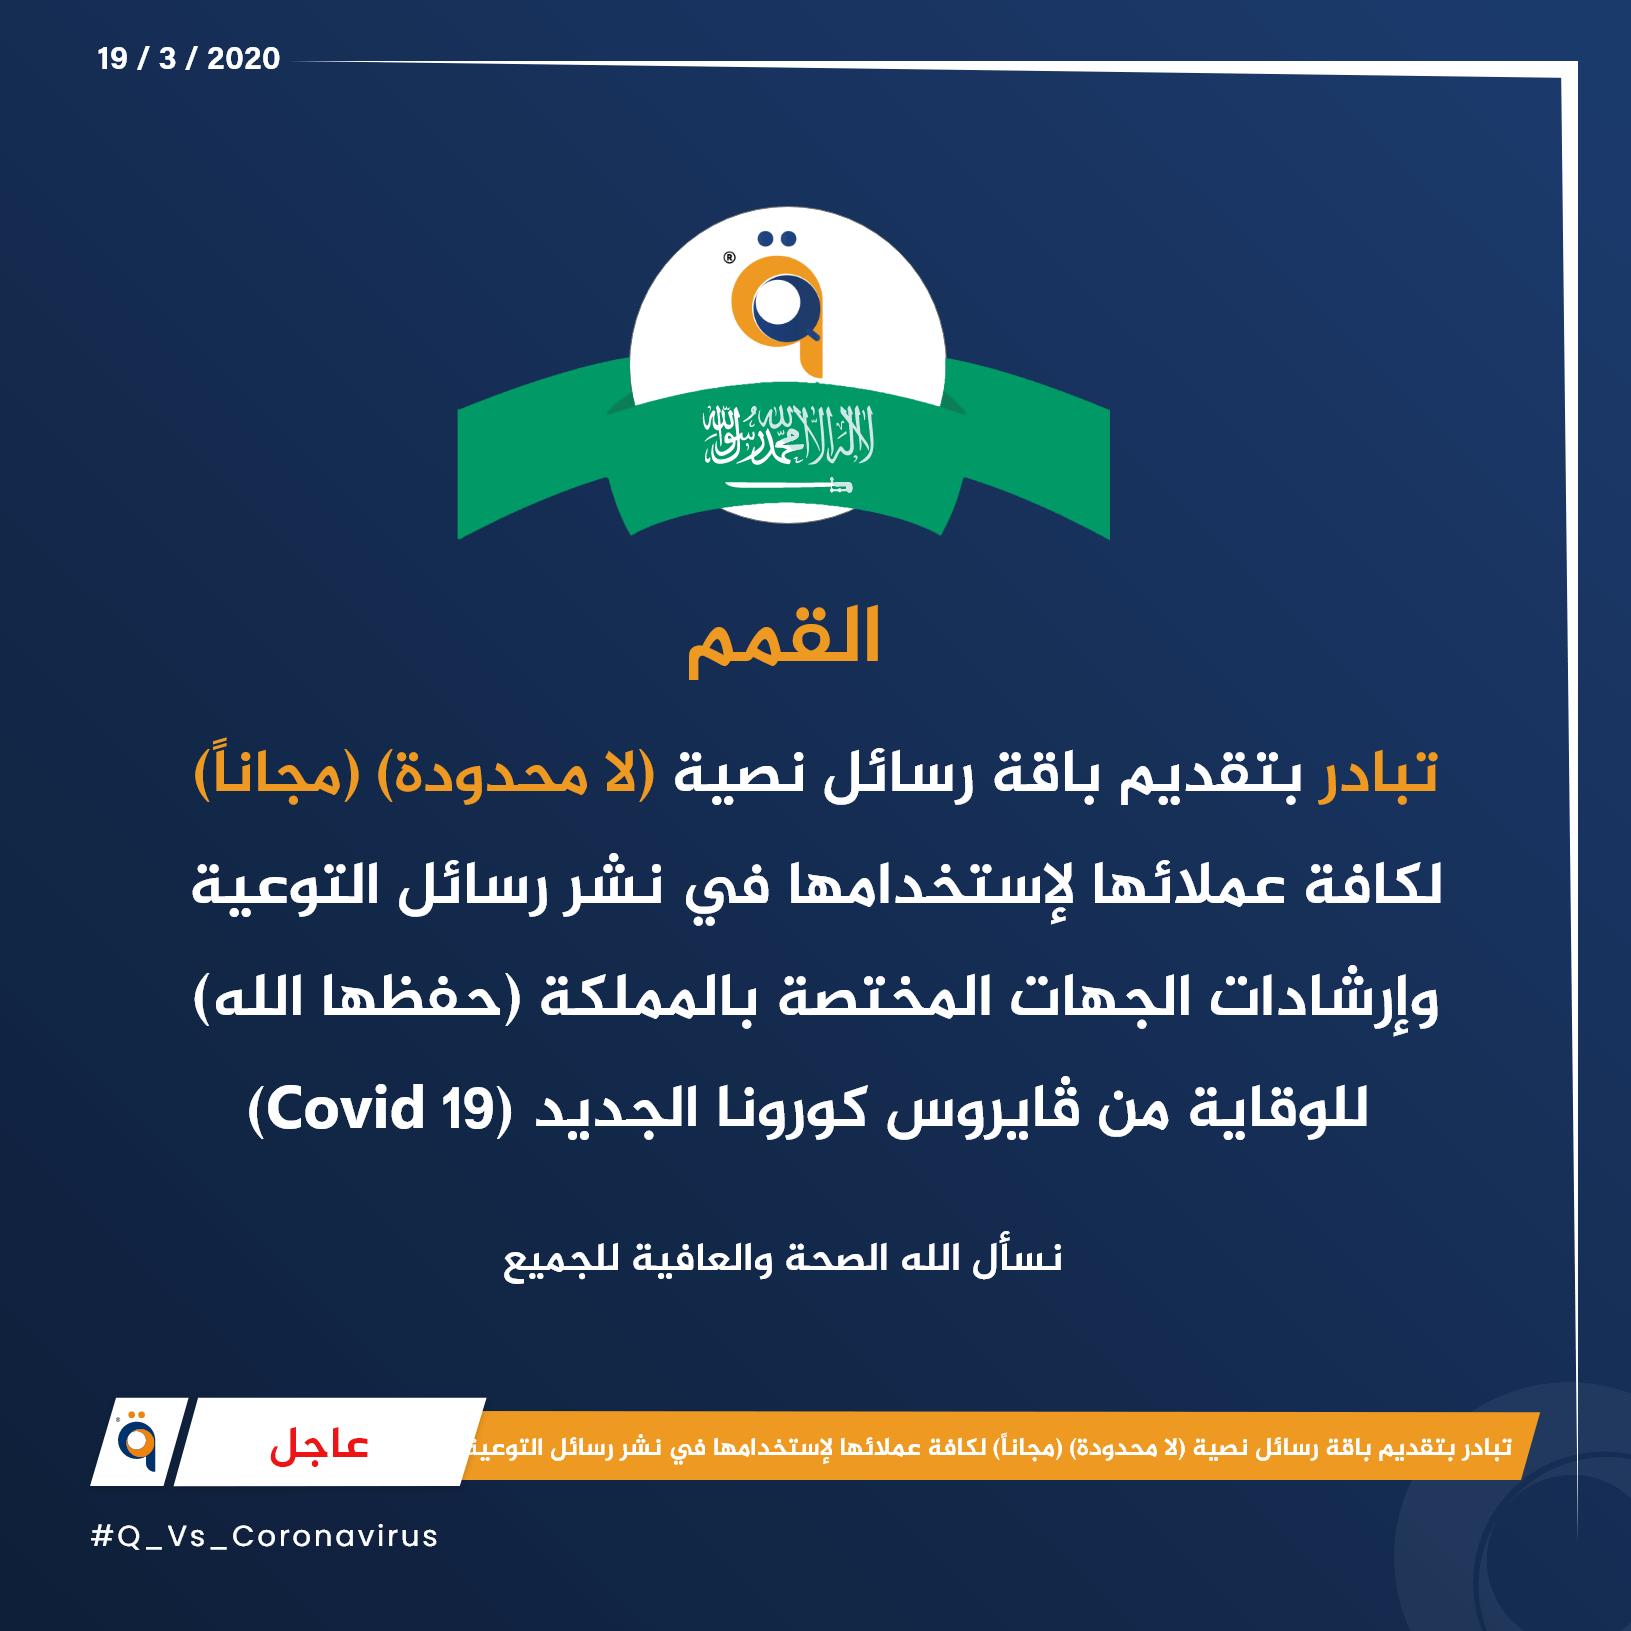 19 / 3 / 2020
®
لا إله إلا الله محمد رسول الله
القمم
تبادر بتقديم باقة رسائل نصية (لا محدودة) (مجاناً)
لكافة عملائها لإستخدامها في نشر رسائل التوعية
وإرشادات الجهات المختصة بالمملكة (حفظها الله)
للوقاية من ڤايروس كورونا الجديد (Covid 19)
نسأل الله الصحة والعافية للجميع
تبادر بتقديم باقة رسائل نصية (لا محدودة) (مجاناً) لكافة عملائها لإستخدامها في نشر رسائل التوعية
عاجل
#Q_Vs_Coronavirus